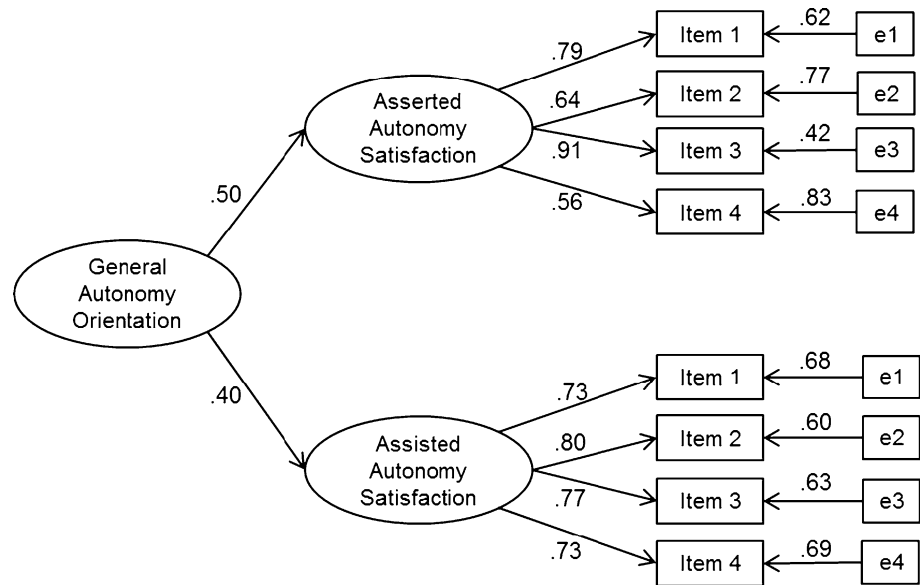 .62
Item 1
e1
.79
.77
Asserted
Autonomy
Satisfaction
.64
Item 2
e2
.91
.42
Item 3
e3
.56
.83
Item 4
e4
.50
General
Autonomy
Orientation
.40
.68
Item 1
e1
.73
.60
Assisted
Autonomy
Satisfaction
.80
Item 2
e2
.77
.63
Item 3
e3
.73
.69
Item 4
e4